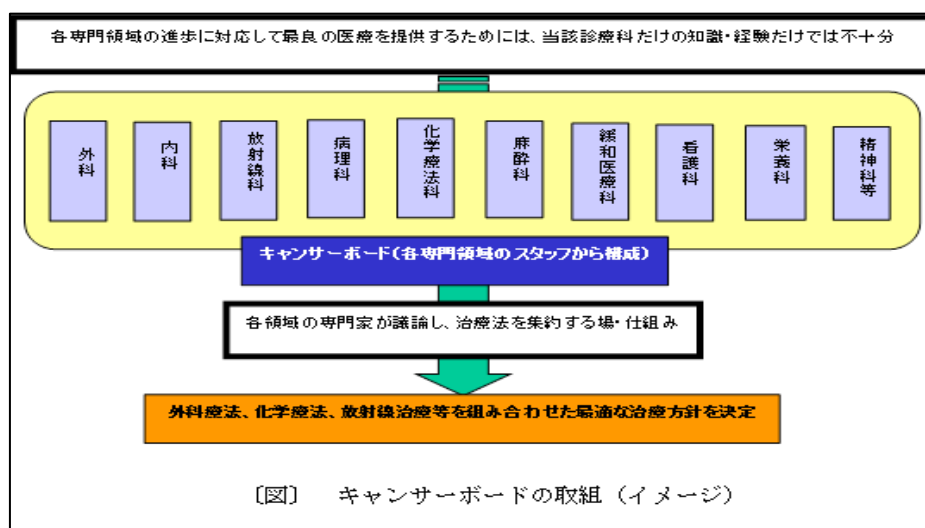 各専門領域の進歩に対応して最良の医療を提供するためには、当該診療科だけの知識・経験だけでは不十分
外科
内科
放射線科
病理科
化学療法科
麻酔科
緩和医療科
看護科
栄養科
精神科等
キャンサーボード(各専門領域のスタッフから構成)
各領域の専門家が議論し、治療法を集約する場・仕組み
外科療法、化学療法、放射線治療等を組み合わせた最適な治療方針を決定
〔図〕 キャンサーボードの取組（イメージ）